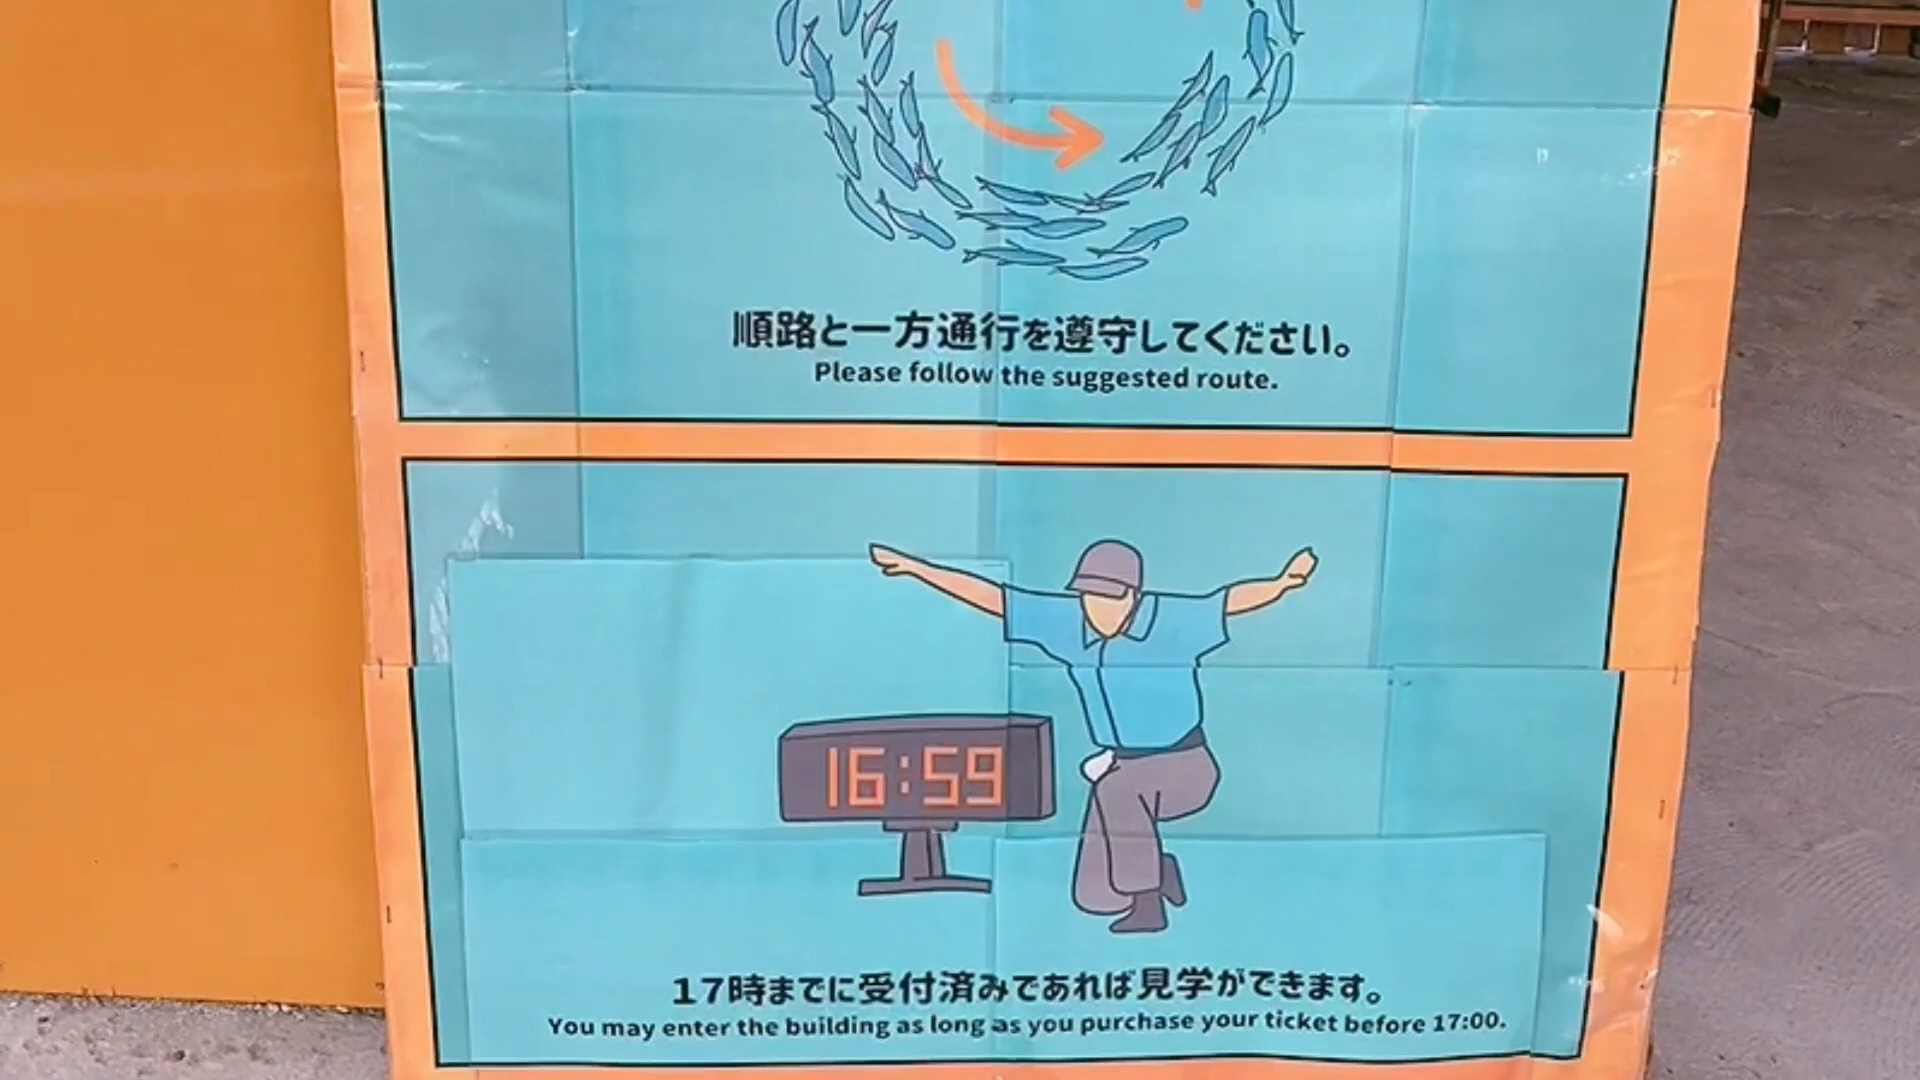 順路と一方通行を遵守してください。
Please follow the suggested route.
16:59
17時までに受付済みであれば見学ができます。
You may enter the building as long as you purchase your ticket before 17:00.